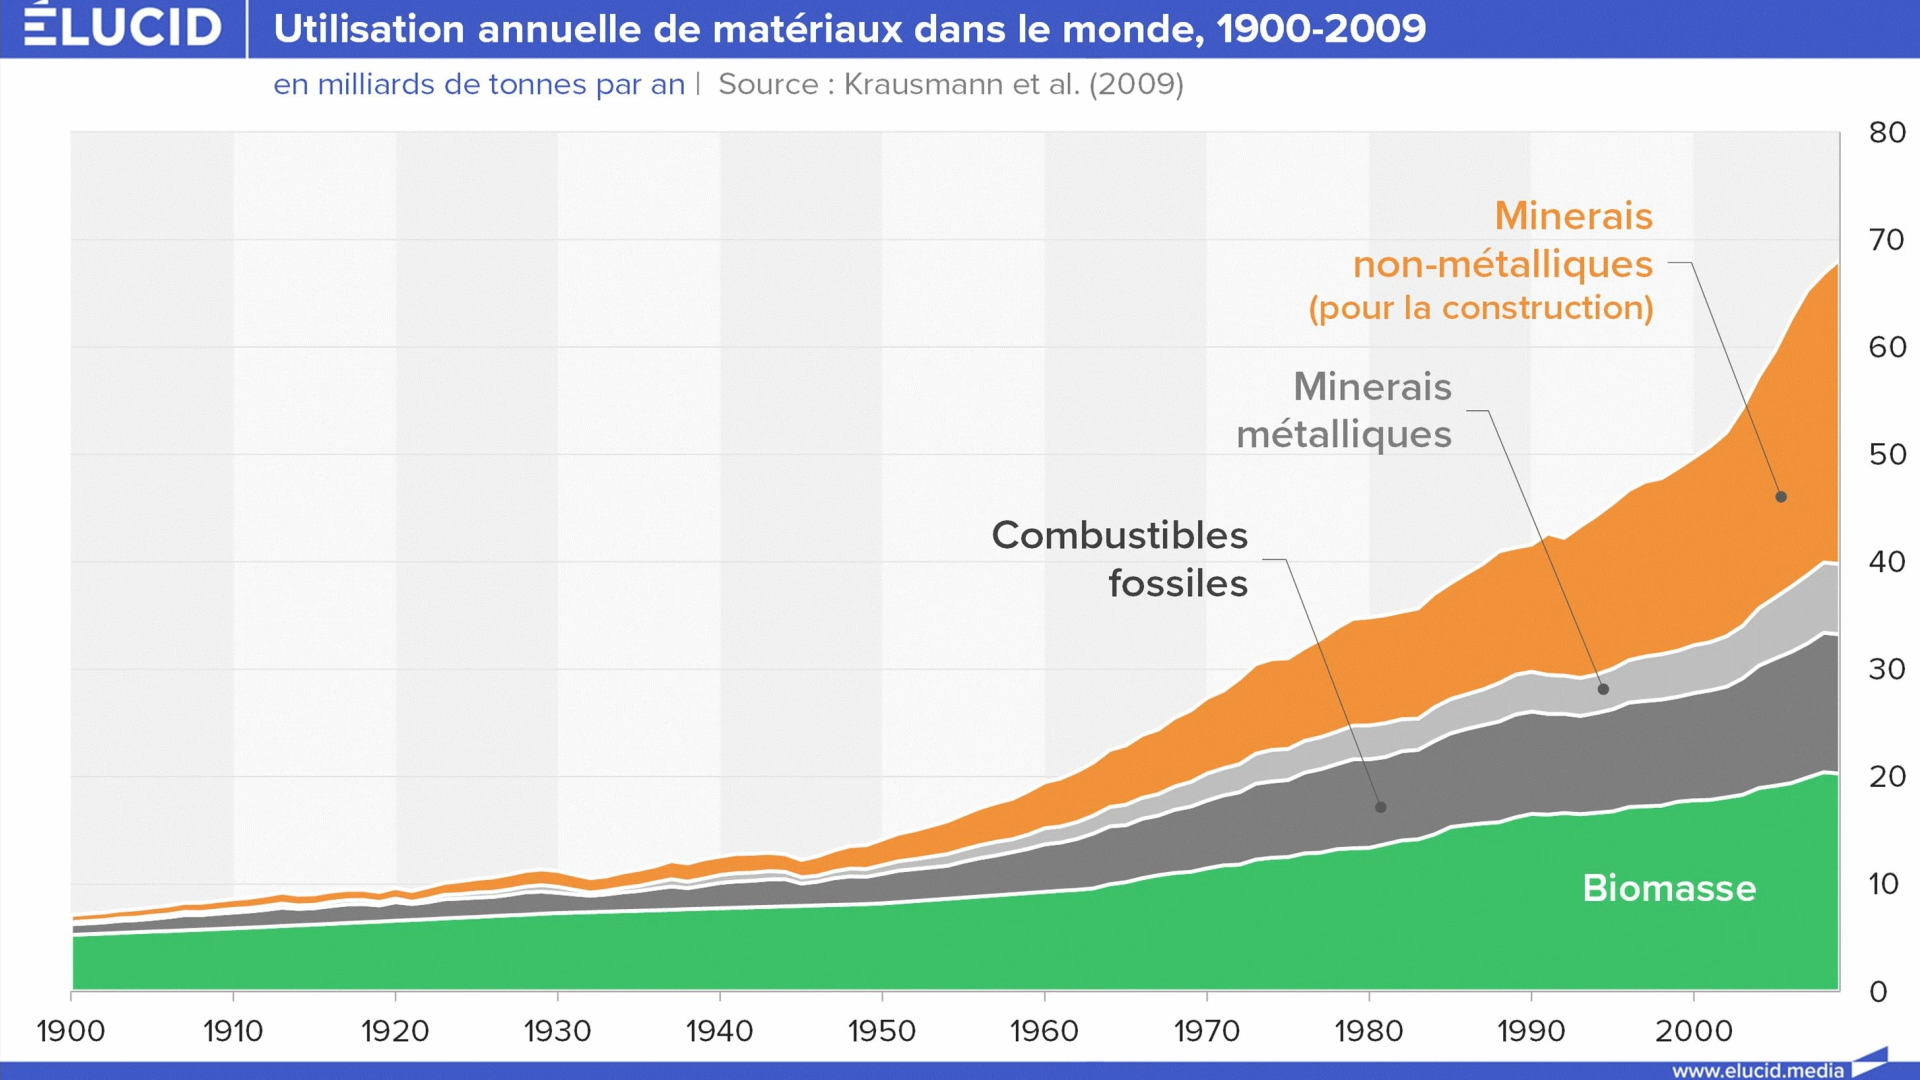 ÉLUCID
Utilisation annuelle de matériaux dans le monde, 1900-2009
en milliards de tonnes par an | Source : Krausmann et al. (2009)
80
70
60
50
40
30
20
10
0
Minerais
non-métalliques
(pour la construction)
Minerais
métalliques
Combustibles
fossiles
Biomasse
1900 1910 1920 1930 1940 1950 1960 1970 1980 1990 2000
www.elucid.media